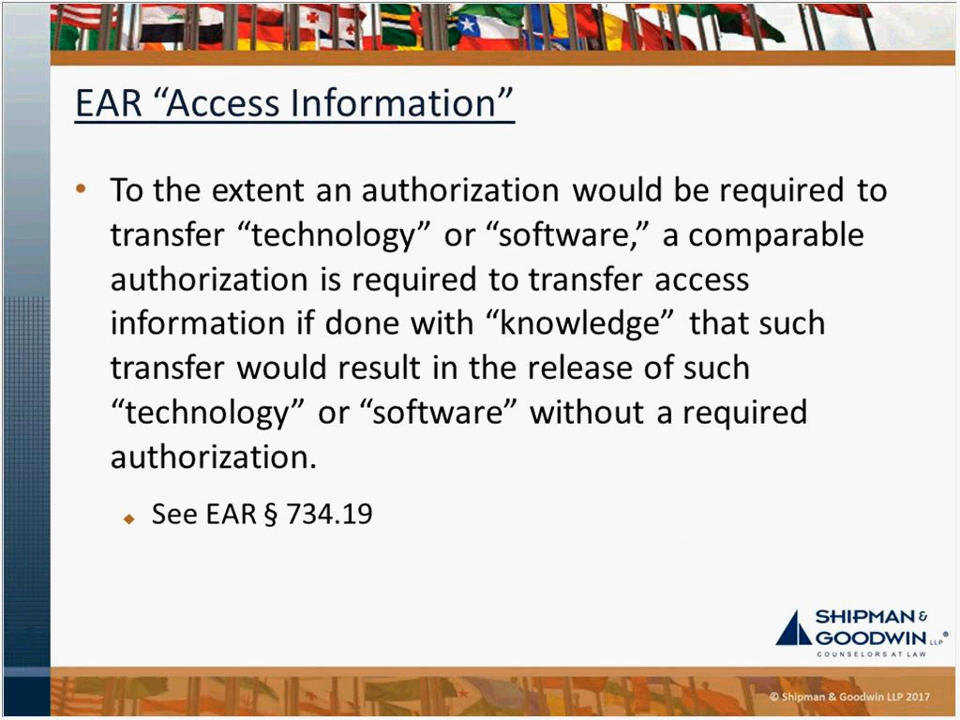 EAR “Access Information”
• To the extent an authorization would be required to
transfer “technology” or “software,” a comparable
authorization is required to transfer access
information if done with “knowledge” that such
transfer would result in the release of such
“technology” or “software” without a required
authorization.
◆ See EAR § 734.19
SHIPMAN &
GOODWIN LLP®
COUNSELORS AT LAW
© Shipman & Goodwin LLP 2017